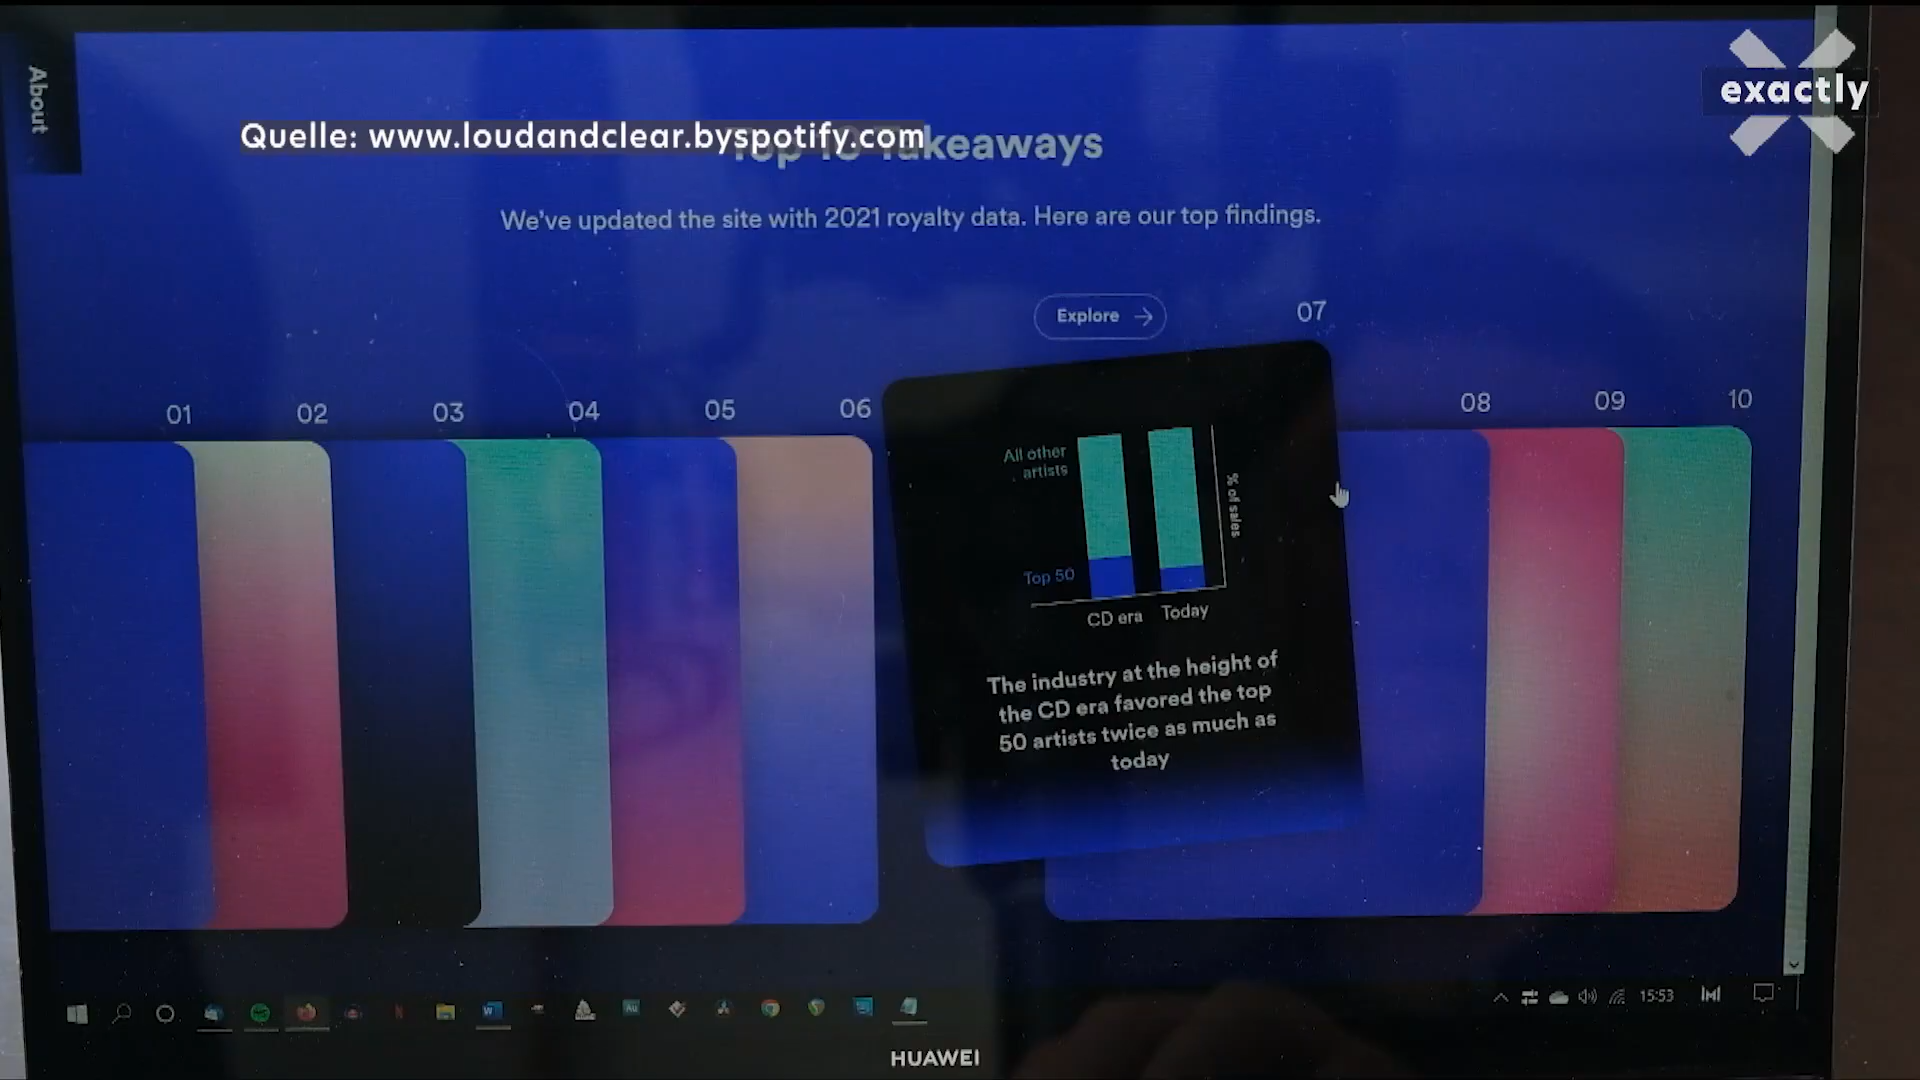 About
exactly
Quelle: www.loudandclear.byspotify.com
Top 10 Takeaways
We've updated the site with 2021 royalty data. Here are our top findings.
Explore →
01
02
03
04
05
06
07
08
09
10
All other
artists
Top 50
% of sales
CD era
Today
The industry at the height of
the CD era favored the top
50 artists twice as much as
today
15:53
HUAWEI